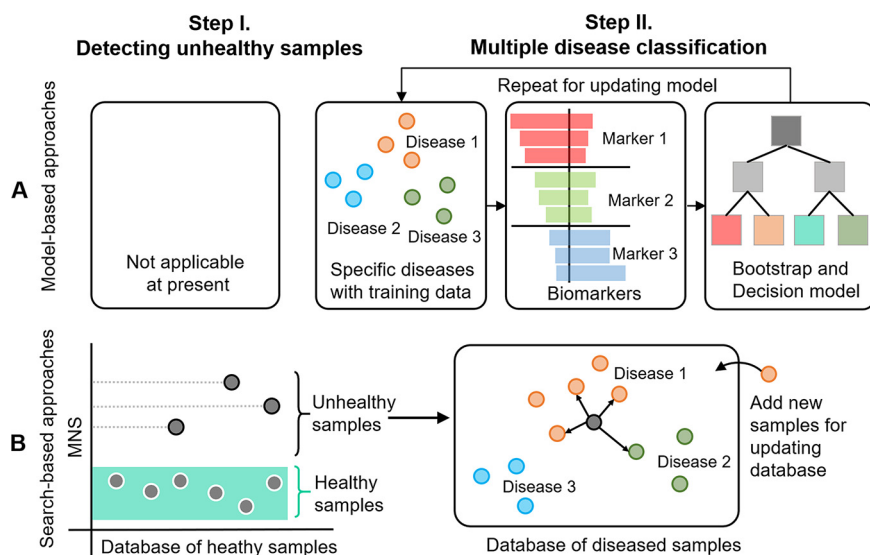 Step I.
Detecting unhealthy samples
Step II.
Multiple disease classification
Repeat for updating model
A
Model-based approaches
Not applicable
at present
Disease 1
Disease 2
Disease 3
Specific diseases
with training data
Marker 1
Marker 2
Marker 3
Biomarkers
Bootstrap and
Decision model
B
Search-based approaches
MNS
Unhealthy
samples
Healthy
samples
Database of heathy samples
Disease 1
Disease 2
Disease 3
Add new
samples for
updating
database
Database of diseased samples